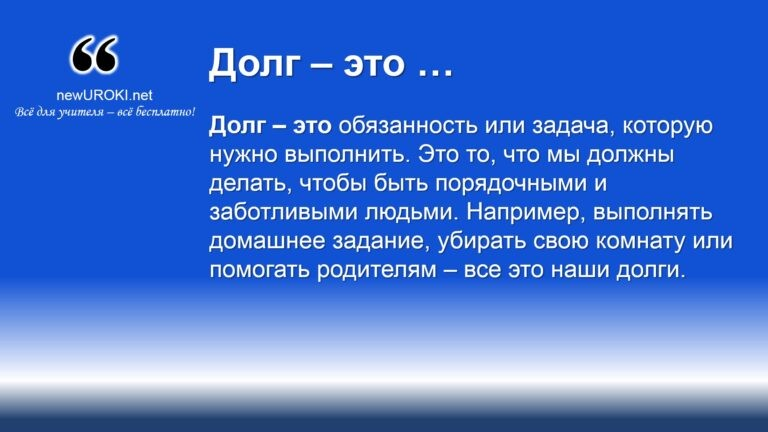 Долг – это …
newUROKI.net
Всё для учителя – всё бесплатно!
Долг – это обязанность или задача, которую
нужно выполнить. Это то, что мы должны
делать, чтобы быть порядочными и
заботливыми людьми. Например, выполнять
домашнее задание, убирать свою комнату или
помогать родителям – все это наши долги.